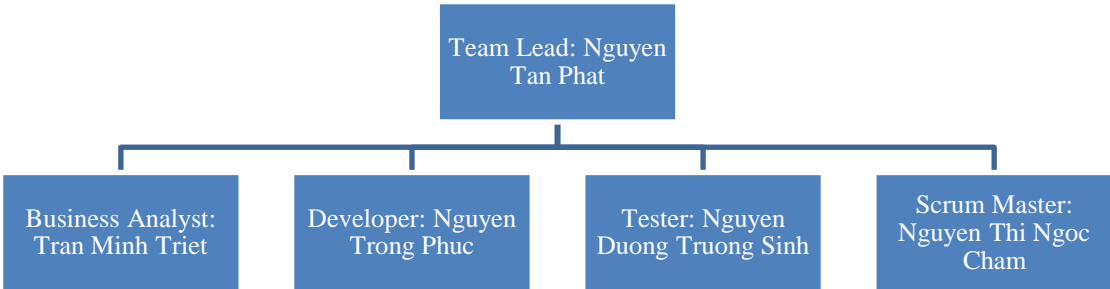 Team Lead: Nguyen
Tan Phat
Business Analyst:
Tran Minh Triet
Developer: Nguyen
Trong Phuc
Tester: Nguyen
Duong Truong Sinh
Scrum Master:
Nguyen Thi Ngoc
Cham